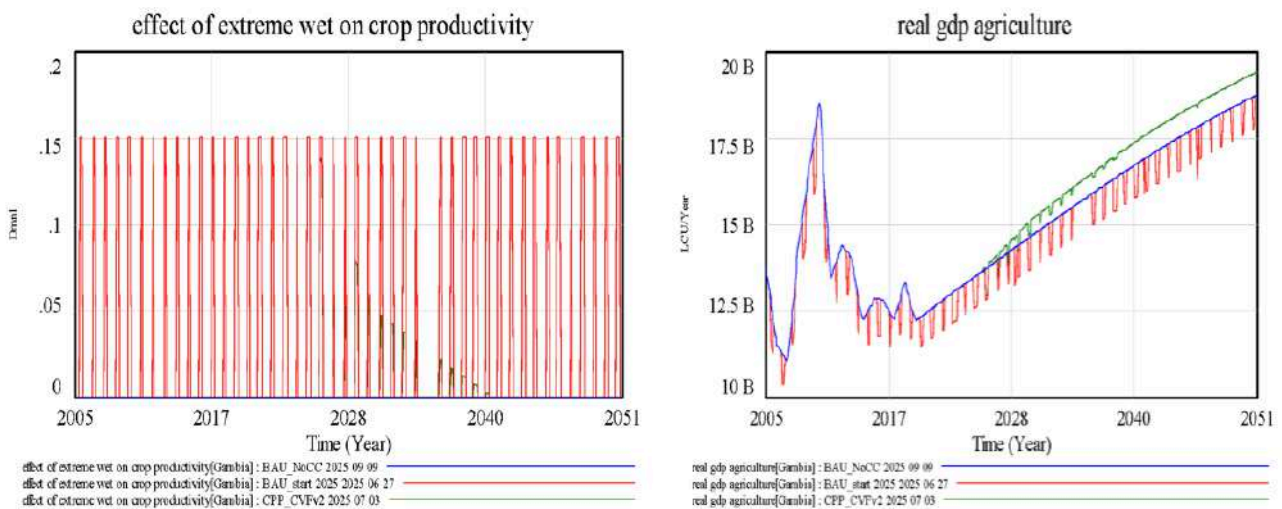 effect of extreme wet on crop productivity
.2
.15
.1
.05
0
Dmnl
2005 2017 2028 2040 2051
Time (Year)
effect of extreme wet on crop productivity[Gambia] : BAU_NoCC 2025 09 09
effect of extreme wet on crop productivity[Gambia] : BAU_start 2025 2025 06 27
effect of extreme wet on crop productivity[Gambia] : CPP_CVFv2 2025 07 03
real gdp agriculture
20 B
17.5 B
15 B
12.5 B
10 B
LCU/Year
2005 2017 2028 2040 2051
Time (Year)
real gdp agriculture[Gambia] : BAU_NoCC 2025 09 09
real gdp agriculture[Gambia] : BAU_start 2025 2025 06 27
real gdp agriculture[Gambia] : CPP_CVFv2 2025 07 03